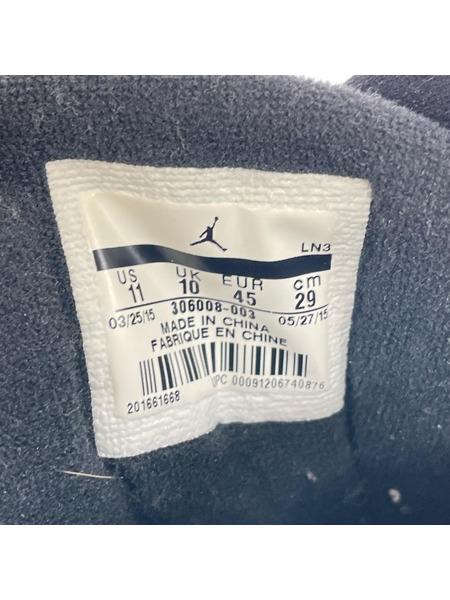 LN3
US UK EUR cm
11 10 45 29
306008-003
03/25/15 05/27/15
MADE IN CHINA
FABRIQUE EN CHINE
UPC 00091206740876
201661668